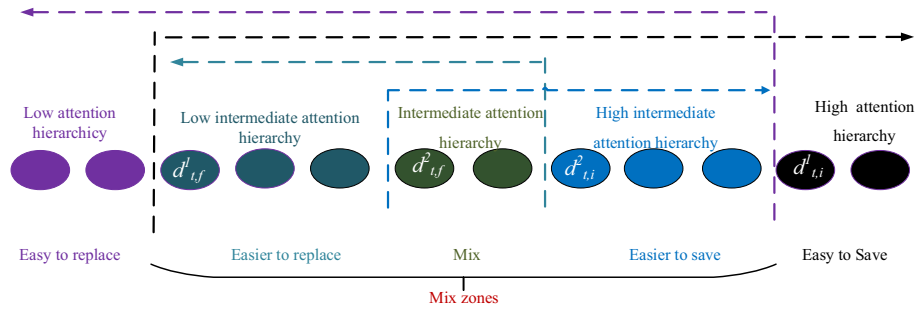 Low attention
hierarchicy
Low intermediate attention
hierarchy
Intermediate attention
hierarchy
High intermediate
attention hierarchy
High attention
hierarchy
d¹t,f
d²t,f
d²t,i
d¹t,i
Easy to replace
Easier to replace
Mix
Easier to save
Easy to Save
Mix zones